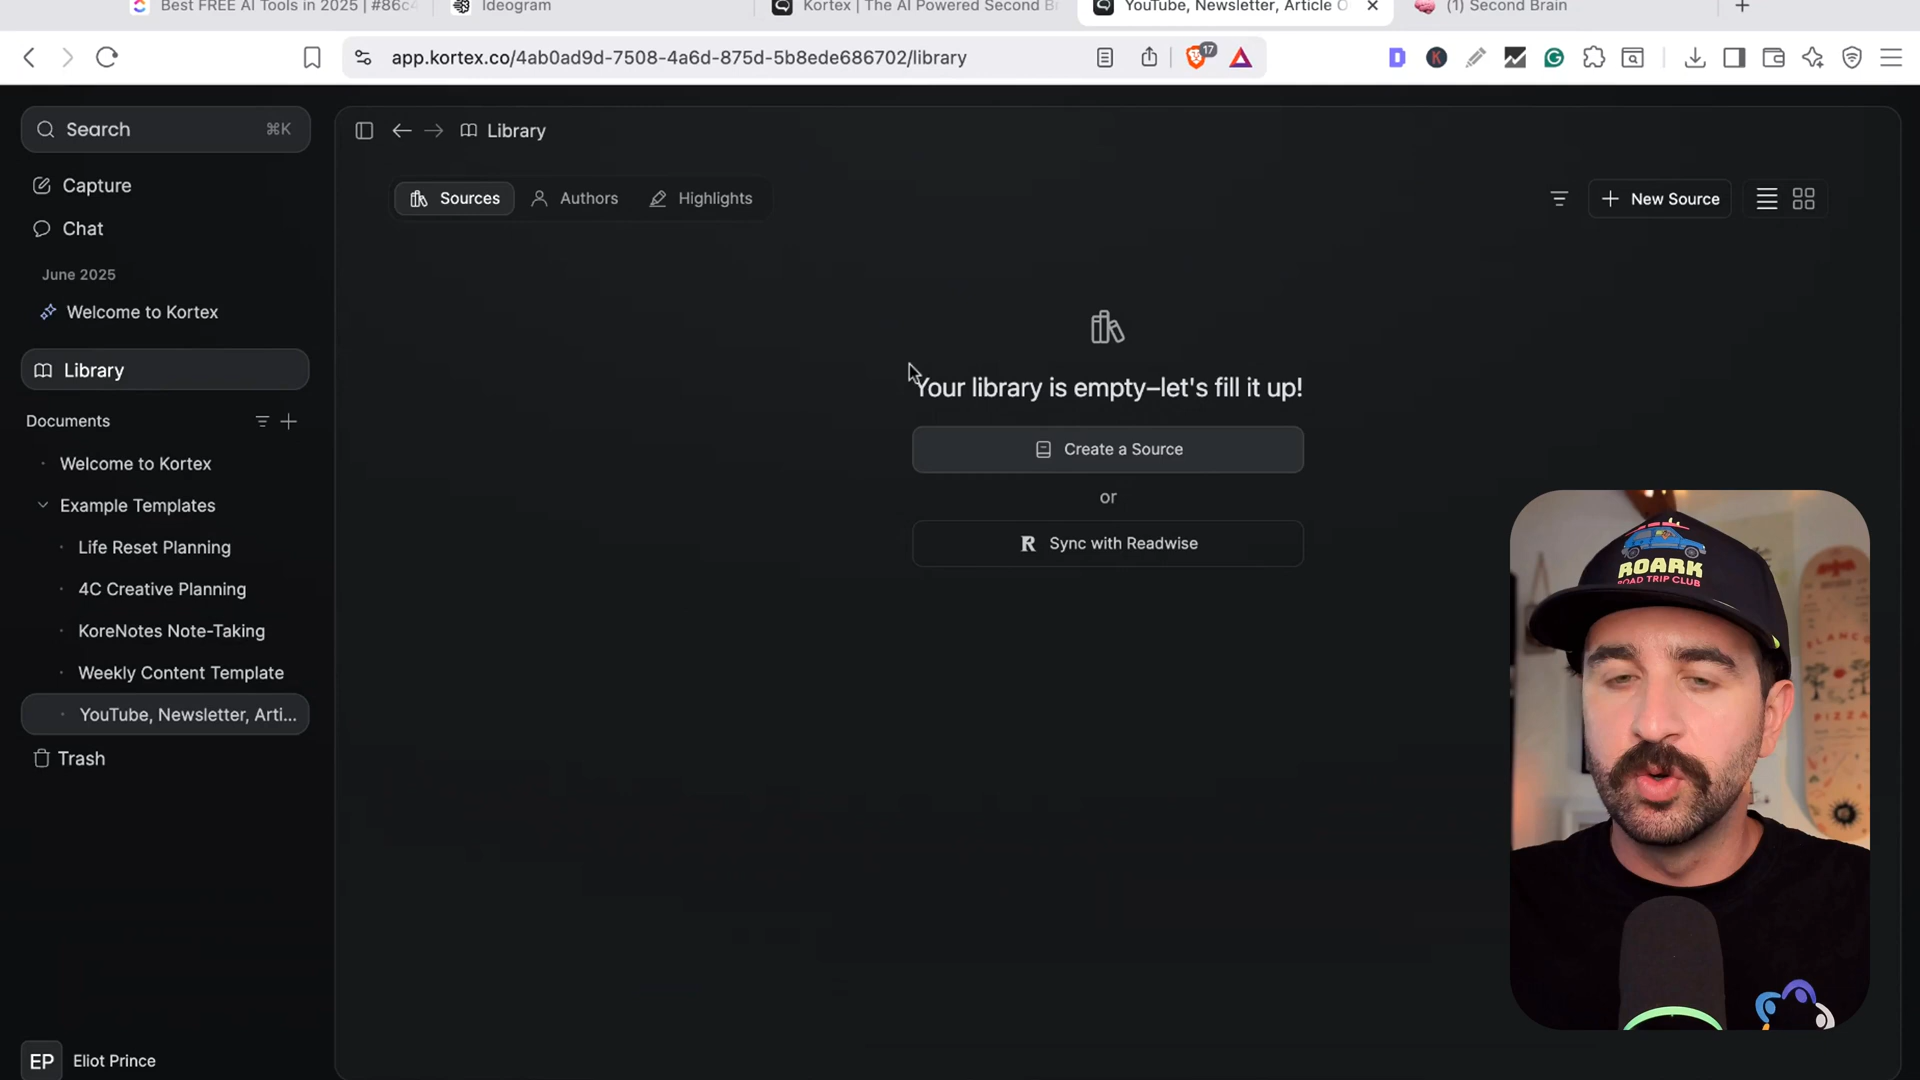 Best FREE AI Tools in 2025 | #86c4
Ideogram
Kortex | The AI Powered Second B
YouTube, Newsletter, Article O
(1) Second Brain
app.kortex.co/4ab0ad9d-7508-4a6d-875d-5b8ede686702/library
17
Search
⌘K
Capture
Chat
June 2025
Welcome to Kortex
Library
Documents
Welcome to Kortex
Example Templates
Life Reset Planning
4C Creative Planning
KoreNotes Note-Taking
Weekly Content Template
YouTube, Newsletter, Arti...
Trash
EP
Eliot Prince
Library
Sources
Authors
Highlights
New Source
Your library is empty–let's fill it up!
Create a Source
or
R
Sync with Readwise
ROARK
ROAD TRIP CLUB
PIZZA